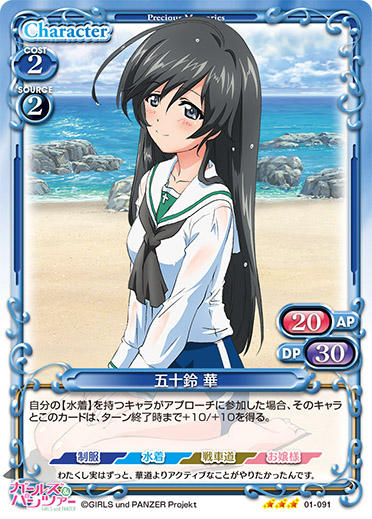 Precious Memories
Character
COST
2
SOURCE
2
20 AP
DP 30
五十鈴 華
自分の【水着】を持つキャラがアプローチに参加した場合、そのキャラ
とこのカードは、ターン終了時まで+10/+10を得る。
制服 水着 戦車道 お嬢様
わたくし実はずっと、華道よりアクティブなことがやりたかったんです。
ガールズ&パンツァー
GIRLS und PANZER
©GIRLS und PANZER Projekt
01-091